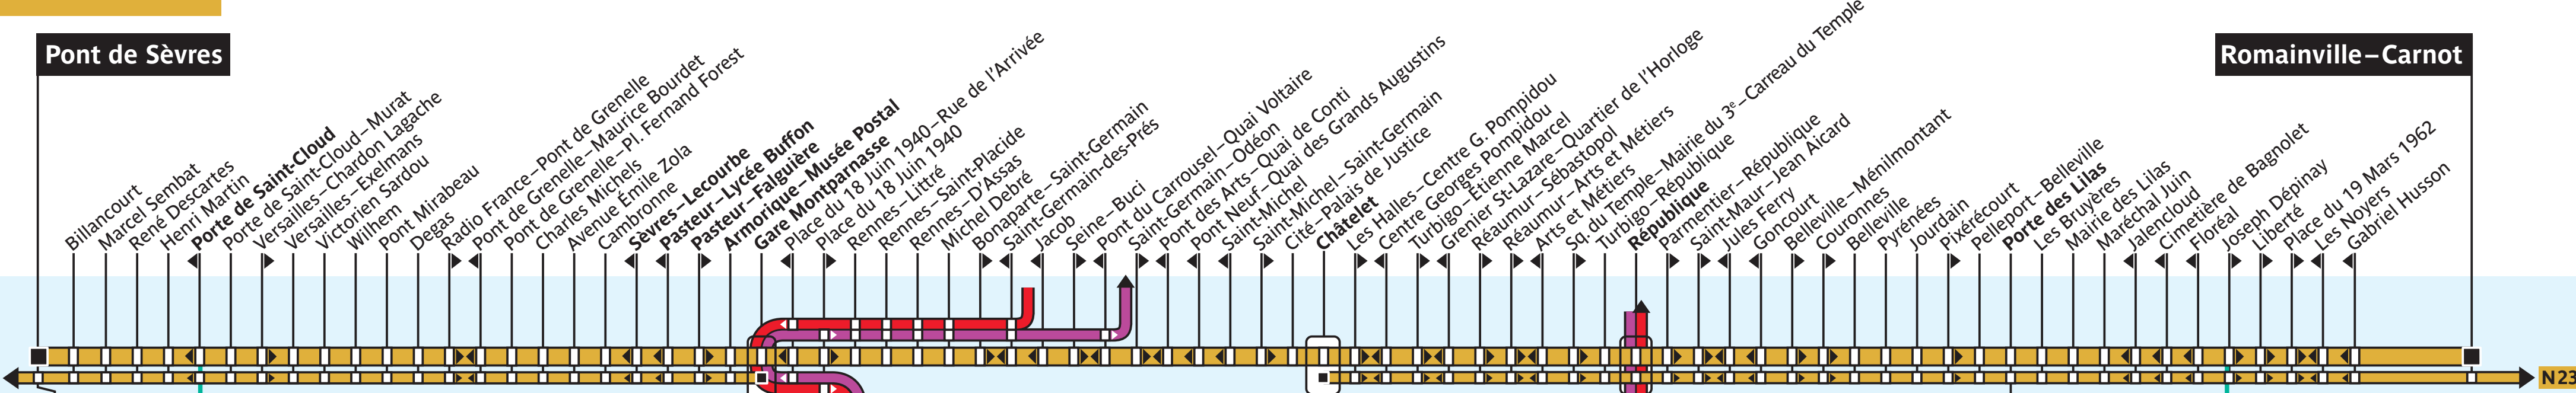 Pont de Sèvres
Billancourt
Marcel Sembat
René Descartes
Henri Martin
Porte de Saint-Cloud
Porte de Saint-Cloud–Murat
Versailles–Chardon Lagache
Versailles–Exelmans
Victorien Sardou
Wilhem
Pont Mirabeau
Degas
Radio France–Pont de Grenelle
Pont de Grenelle–Maurice Bourdet
Pont de Grenelle–Pl. Fernand Forest
Charles Michels
Avenue Émile Zola
Cambronne
Sèvres–Lecourbe
Pasteur–Lycée Buffon
Pasteur–Falguière
Armorique–Musée Postal
Gare Montparnasse
Place du 18 Juin 1940–Rue de l'Arrivée
Place du 18 Juin 1940
Rennes–Littré
Rennes–Saint-Placide
Rennes–D'Assas
Michel Debré
Bonaparte–Saint-Germain
Saint-Germain-des-Prés
Jacob
Seine–Buci
Pont du Carrousel–Quai Voltaire
Saint-Germain–Odéon
Pont des Arts–Quai de Conti
Pont Neuf–Quai des Grands Augustins
Saint-Michel
Saint-Michel–Saint-Germain
Cité–Palais de Justice
Châtelet
Les Halles–Centre G. Pompidou
Centre Georges Pompidou
Turbigo–Étienne Marcel
Grenier St-Lazare–Quartier de l'Horloge
Réaumur–Sébastopol
Réaumur–Arts et Métiers
Arts et Métiers
Sq. du Temple–Mairie du 3e–Carreau du Temple
Turbigo–République
République
Parmentier–République
Saint-Maur–Jean Aicard
Jules Ferry
Goncourt
Belleville–Ménilmontant
Couronnes
Belleville
Pyrénées
Jourdain
Pixérécourt
Pelleport–Belleville
Porte des Lilas
Les Bruyères
Mairie des Lilas
Maréchal Juin
Jalencloud
Cimetière de Bagnolet
Floréal
Joseph Dépinay
Liberté
Place du 19 Mars 1962
Les Noyers
Gabriel Husson
Romainville–Carnot
N23